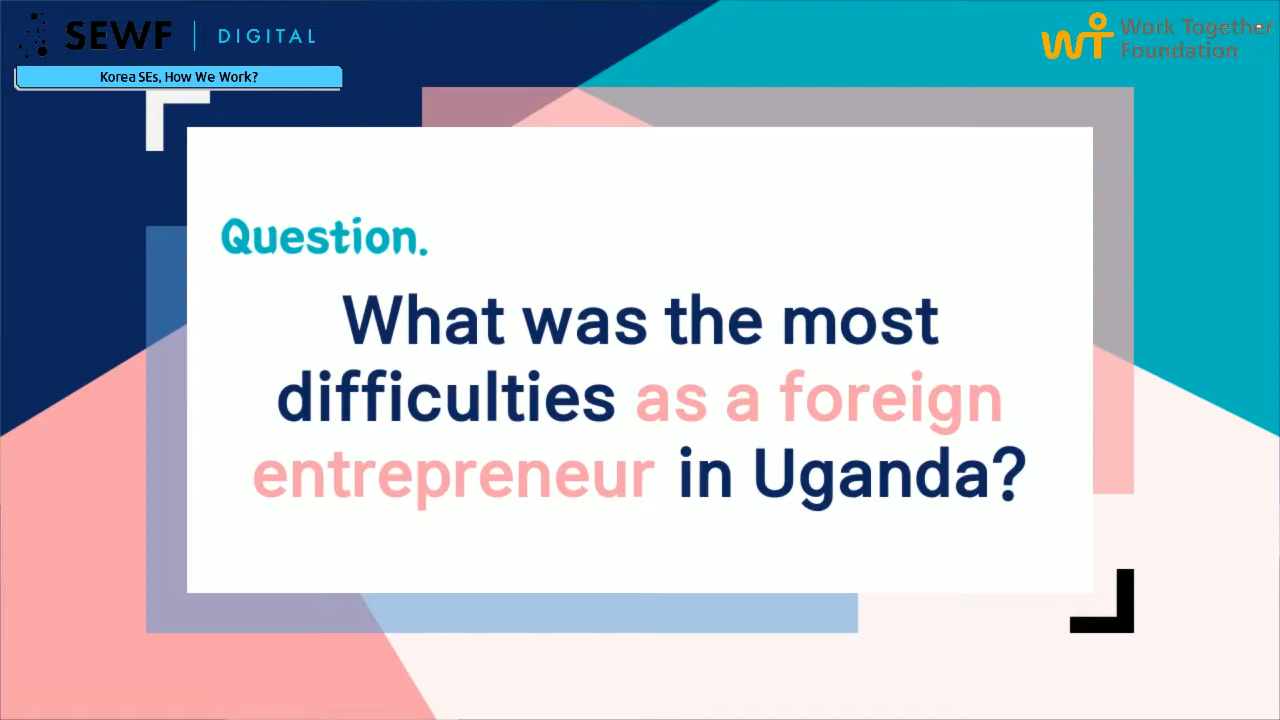 SEWF | DIGITAL
Korea SEs, How We Work?
WT Work Together
Foundation
Question.
What was the most
difficulties as a foreign
entrepreneur in Uganda?